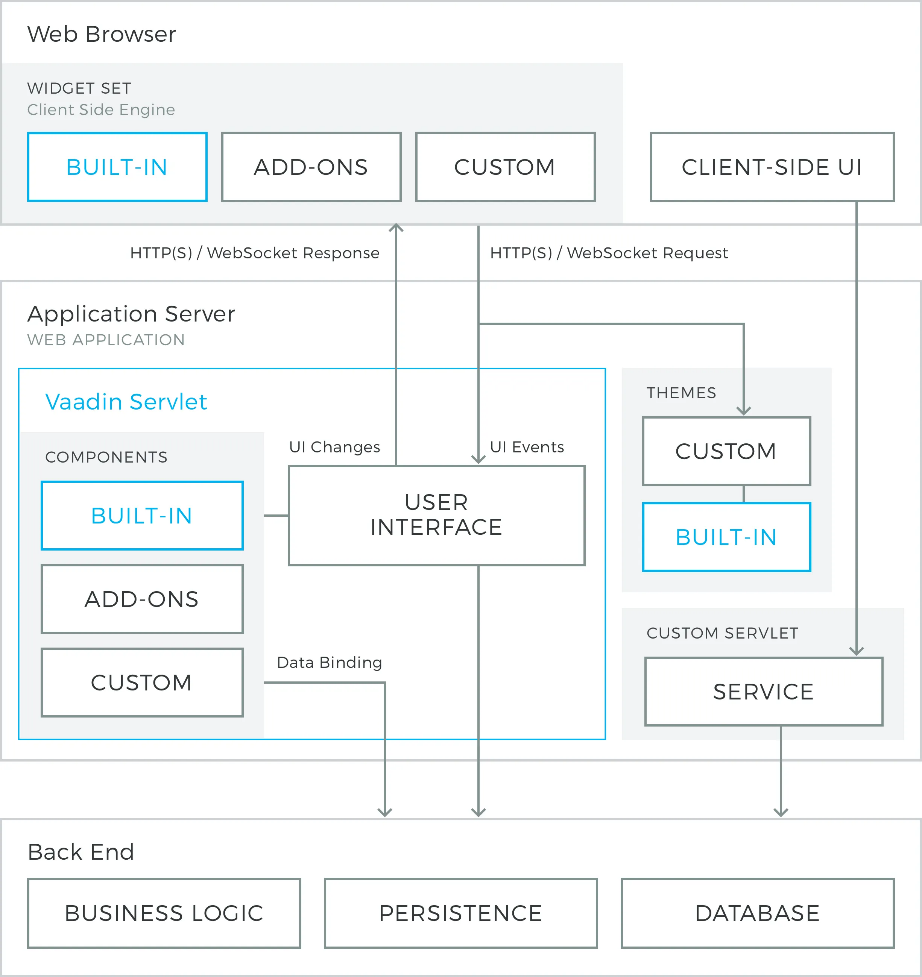 Web Browser
WIDGET SET
Client Side Engine
BUILT-IN
ADD-ONS
CUSTOM
CLIENT-SIDE UI
HTTP(S) / WebSocket Response
HTTP(S) / WebSocket Request
Application Server
WEB APPLICATION
Vaadin Servlet
COMPONENTS
BUILT-IN
ADD-ONS
CUSTOM
UI Changes
UI Events
USER
INTERFACE
Data Binding
THEMES
CUSTOM
BUILT-IN
CUSTOM SERVLET
SERVICE
Back End
BUSINESS LOGIC
PERSISTENCE
DATABASE